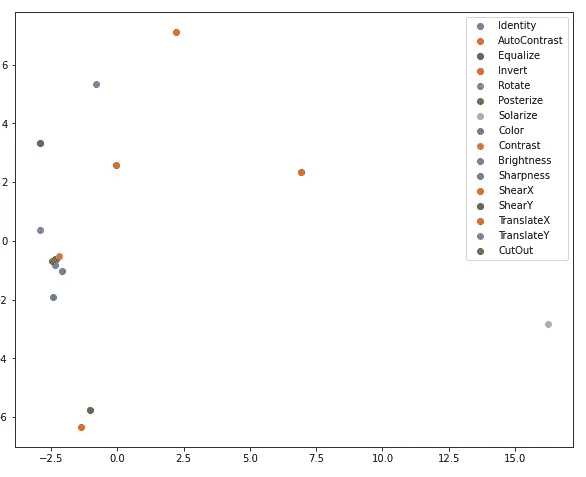 Identity
AutoContrast
Equalize
Invert
Rotate
Posterize
Solarize
Color
Contrast
Brightness
Sharpness
ShearX
ShearY
TranslateX
TranslateY
CutOut
6
4
2
0
2
4
6
−2.5 0.0 2.5 5.0 7.5 10.0 12.5 15.0